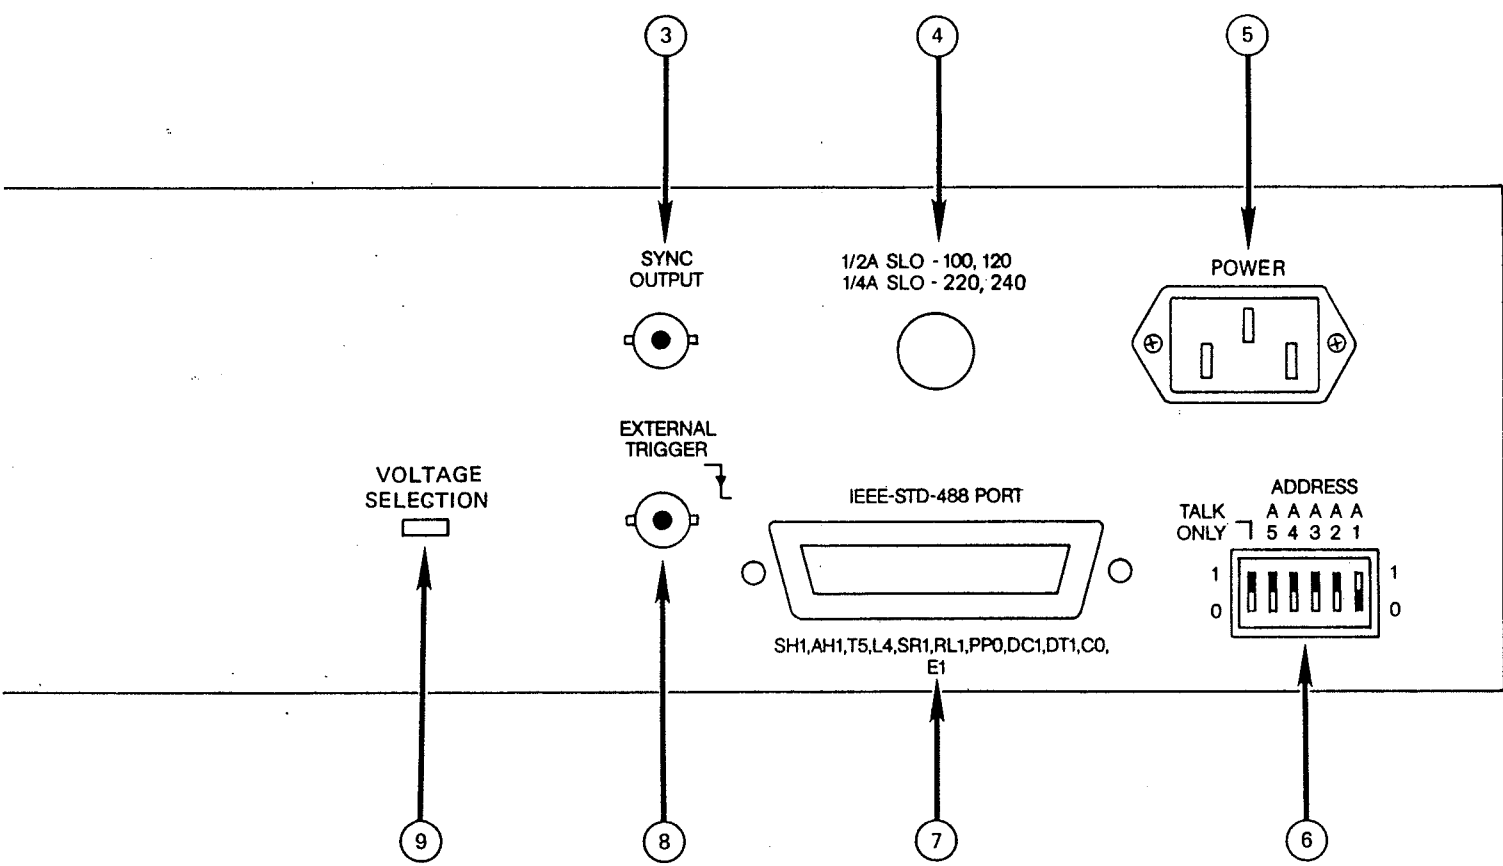 3
4
5
SYNC
OUTPUT
1/2A SLO - 100, 120
1/4A SLO - 220, 240
POWER
EXTERNAL
TRIGGER
VOLTAGE
SELECTION
IEEE-STD-488 PORT
ADDRESS
TALK A A A A A
ONLY 5 4 3 2 1
1 1
0 0
SH1,AH1,T5,L4,SR1,RL1,PP0,DC1,DT1,C0,
E1
9
8
7
6